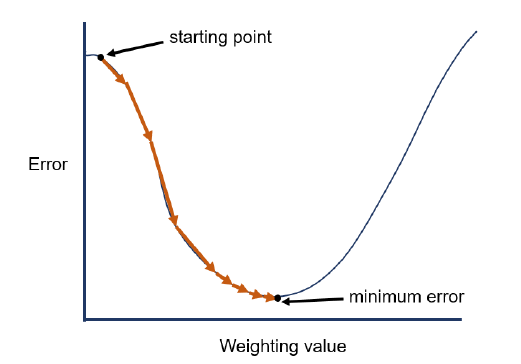 starting point
Error
minimum error
Weighting value